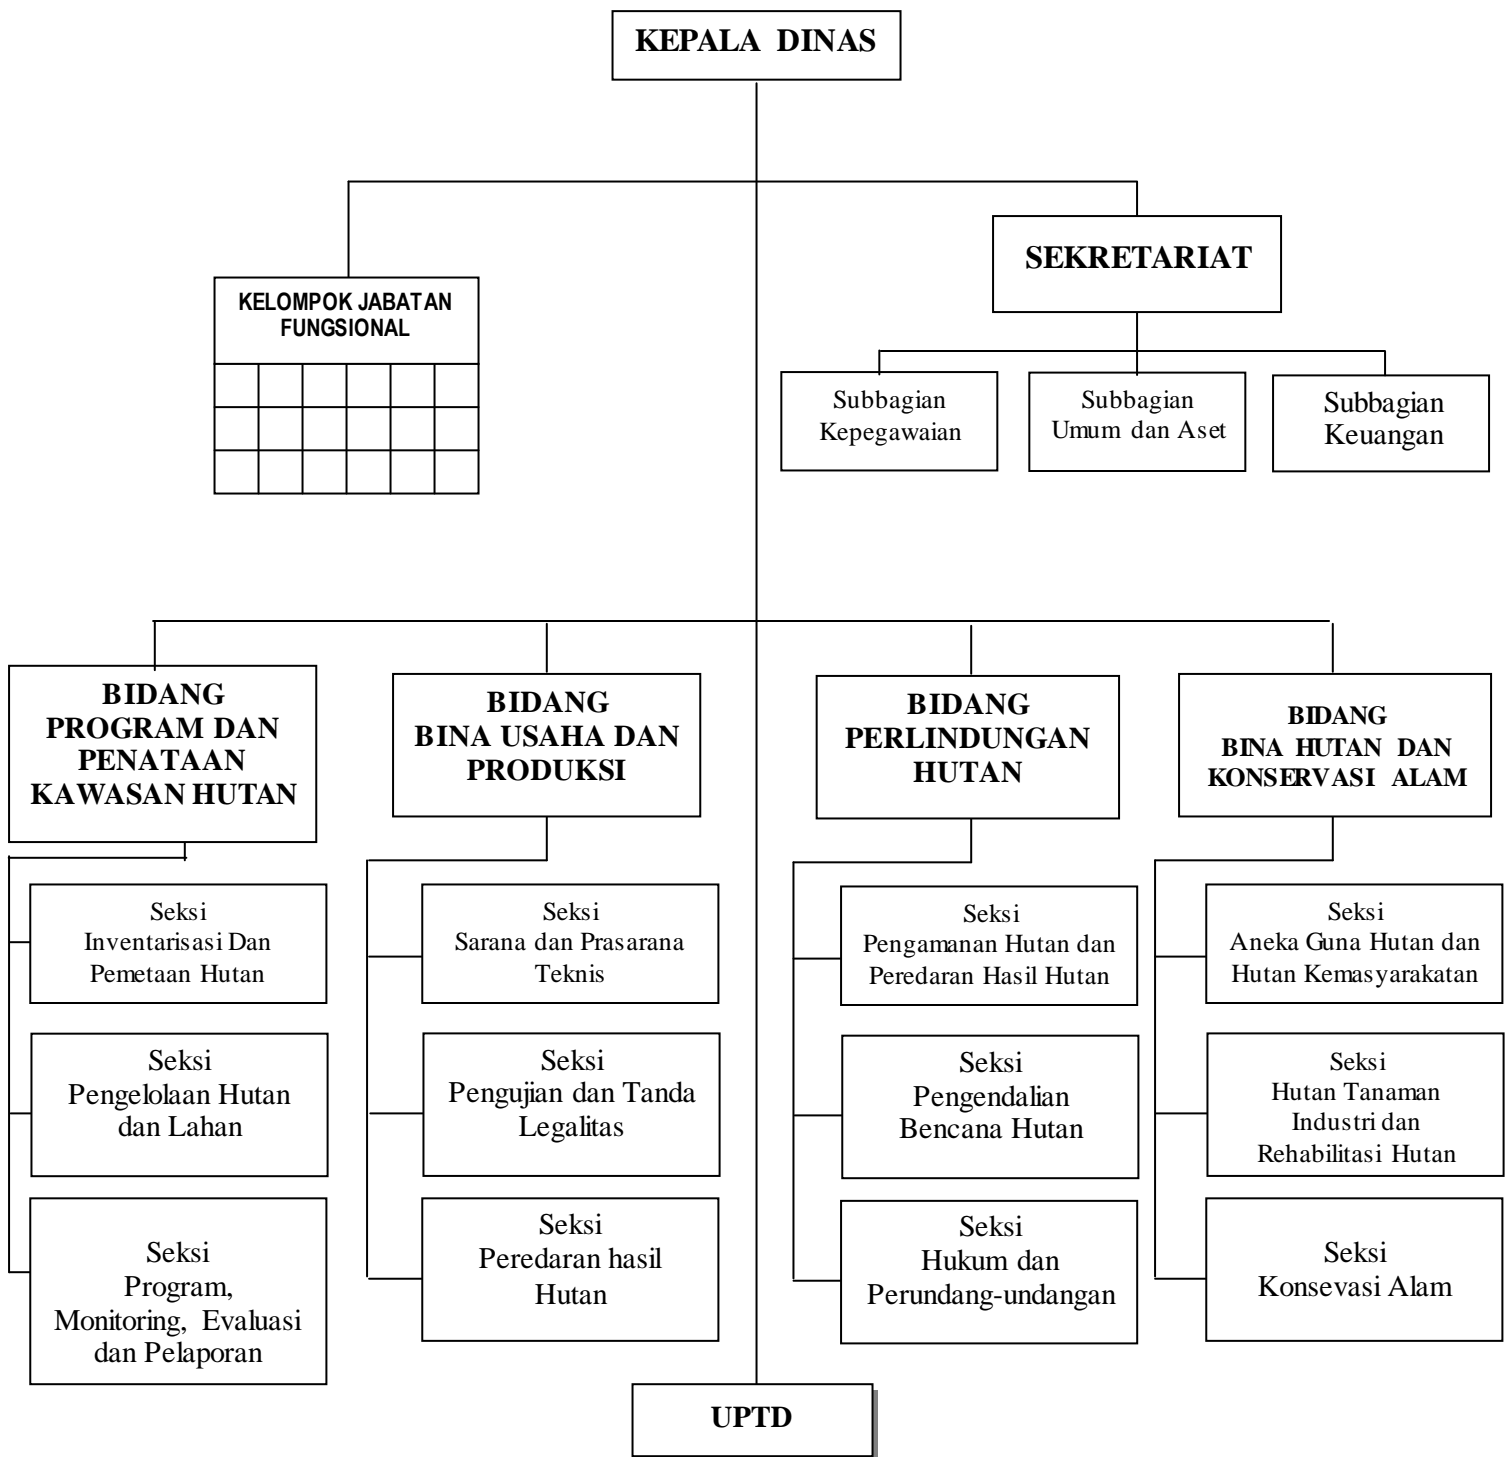 KEPALA DINAS
SEKRETARIAT
KELOMPOK JABATAN
FUNGSIONAL
Subbagian
Kepegawaian
Subbagian
Umum dan Aset
Subbagian
Keuangan
BIDANG
PROGRAM DAN
PENATAAN
KAWASAN HUTAN
BIDANG
BINA USAHA DAN
PRODUKSI
BIDANG
PERLINDUNGAN
HUTAN
BIDANG
BINA HUTAN DAN
KONSERVASI ALAM
Seksi
Inventarisasi Dan
Pemetaan Hutan
Seksi
Sarana dan Prasarana
Teknis
Seksi
Pengamanan Hutan dan
Peredaran Hasil Hutan
Seksi
Aneka Guna Hutan dan
Hutan Kemasyarakatan
Seksi
Pengelolaan Hutan
dan Lahan
Seksi
Pengujian dan Tanda
Legalitas
Seksi
Pengendalian
Bencana Hutan
Seksi
Hutan Tanaman
Industri dan
Rehabilitasi Hutan
Seksi
Program,
Monitoring, Evaluasi
dan Pelaporan
Seksi
Peredaran hasil
Hutan
Seksi
Hukum dan
Perundang-undangan
Seksi
Konsevasi Alam
UPTD